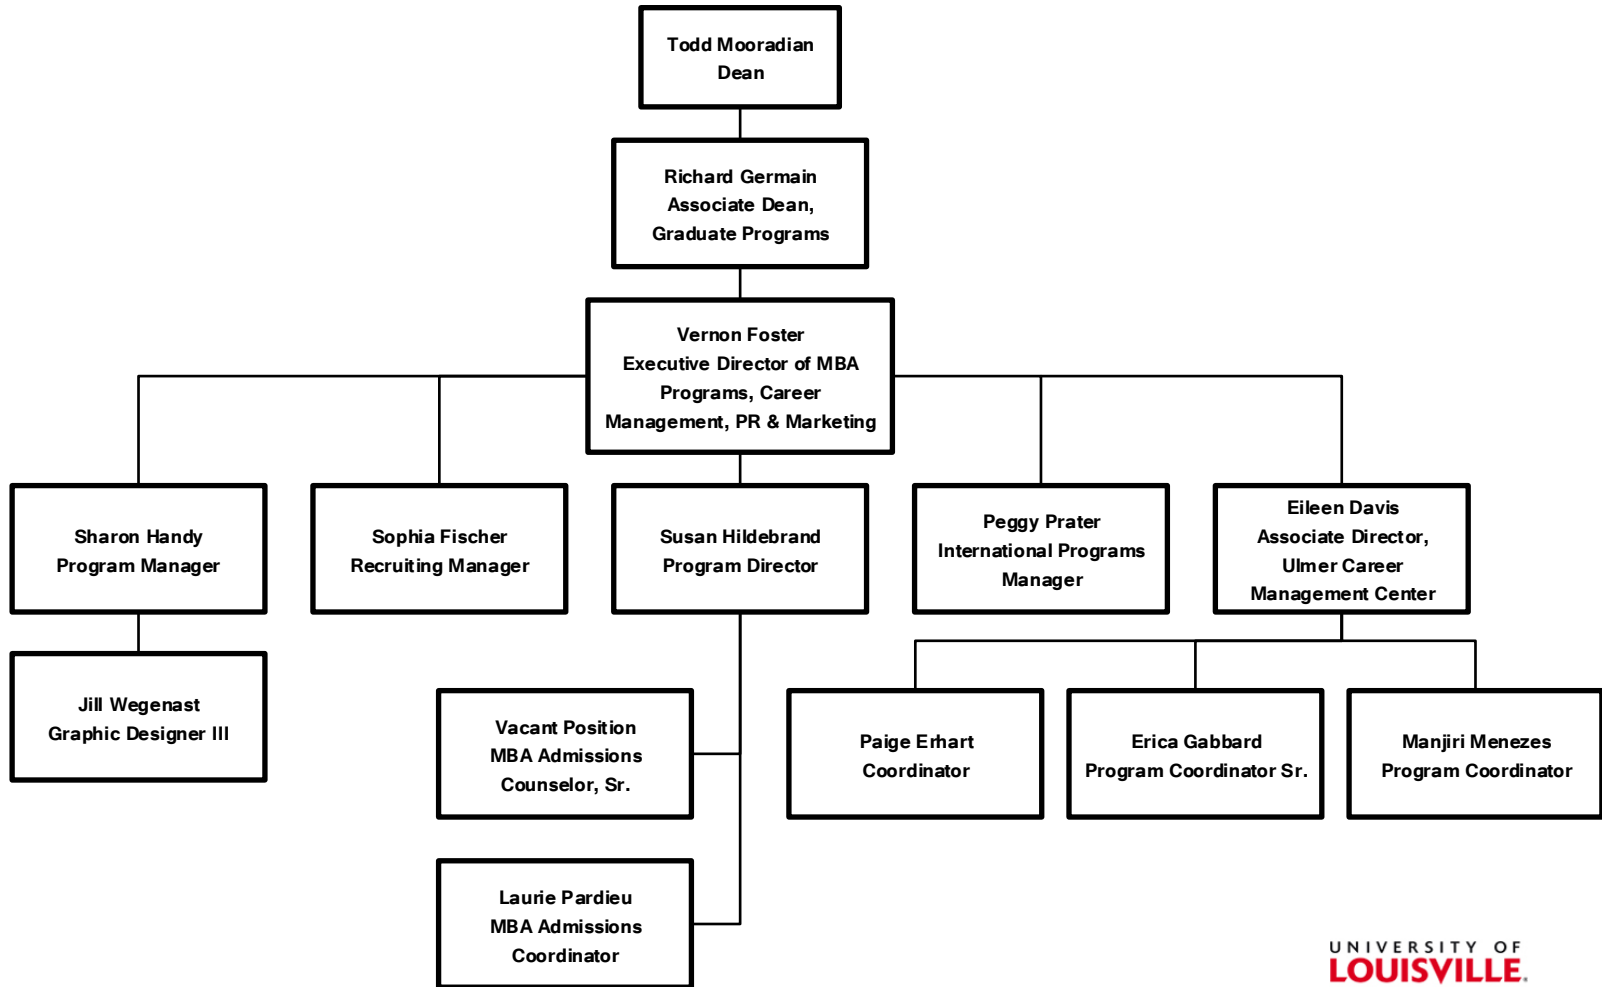 Todd Mooradian
Dean
Richard Germain
Associate Dean,
Graduate Programs
Vernon Foster
Executive Director of MBA
Programs, Career
Management, PR & Marketing
Sharon Handy
Program Manager
Sophia Fischer
Recruiting Manager
Susan Hildebrand
Program Director
Peggy Prater
International Programs
Manager
Eileen Davis
Associate Director,
Ulmer Career
Management Center
Jill Wegenast
Graphic Designer III
Vacant Position
MBA Admissions
Counselor, Sr.
Paige Erhart
Coordinator
Erica Gabbard
Program Coordinator Sr.
Manjiri Menezes
Program Coordinator
Laurie Pardieu
MBA Admissions
Coordinator
UNIVERSITY OF
LOUISVILLE.